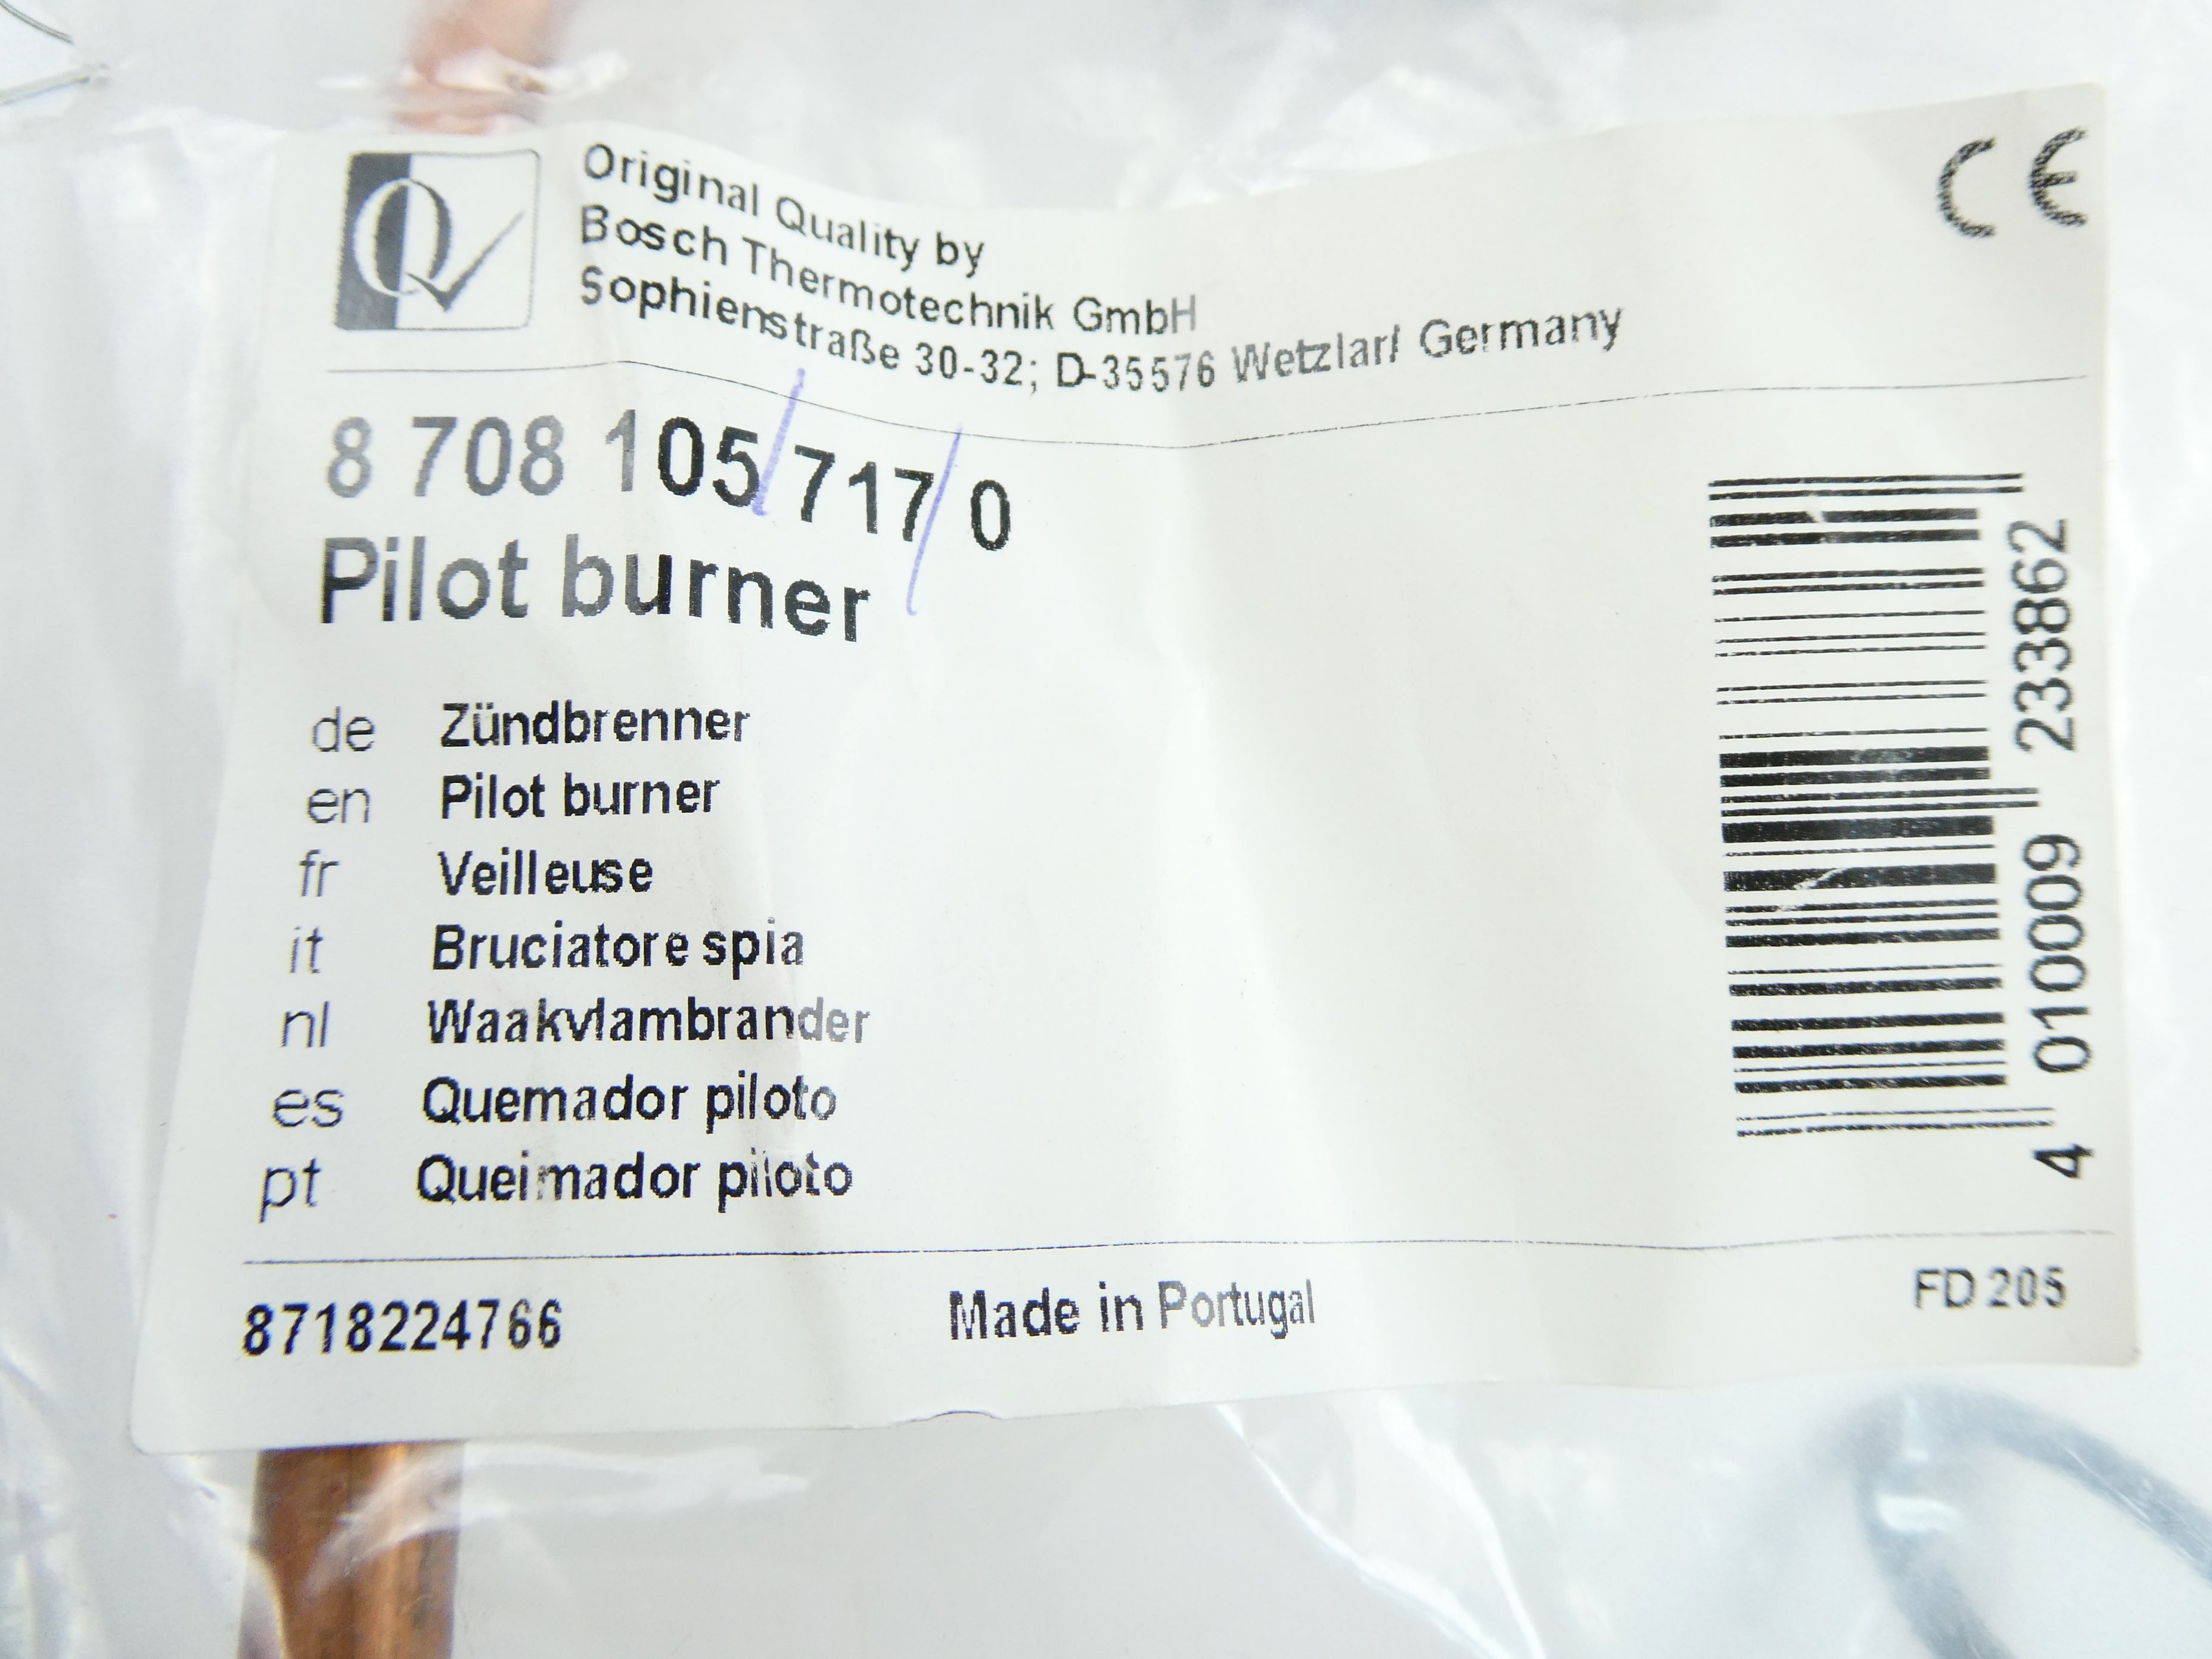 Q
Original Quality by
Bosch Thermotechnik GmbH
Sophienstraße 30-32; D-35576 Wetzlar/ Germany
CE
8 708 105/717/0
Pilot burner
de Zündbrenner
en Pilot burner
fr Veilleuse
it Bruciatore spia
nl Waakvlambrander
es Quemador piloto
pt Queimador piloto
4 010009 233862
8718224766 Made in Portugal FD 205